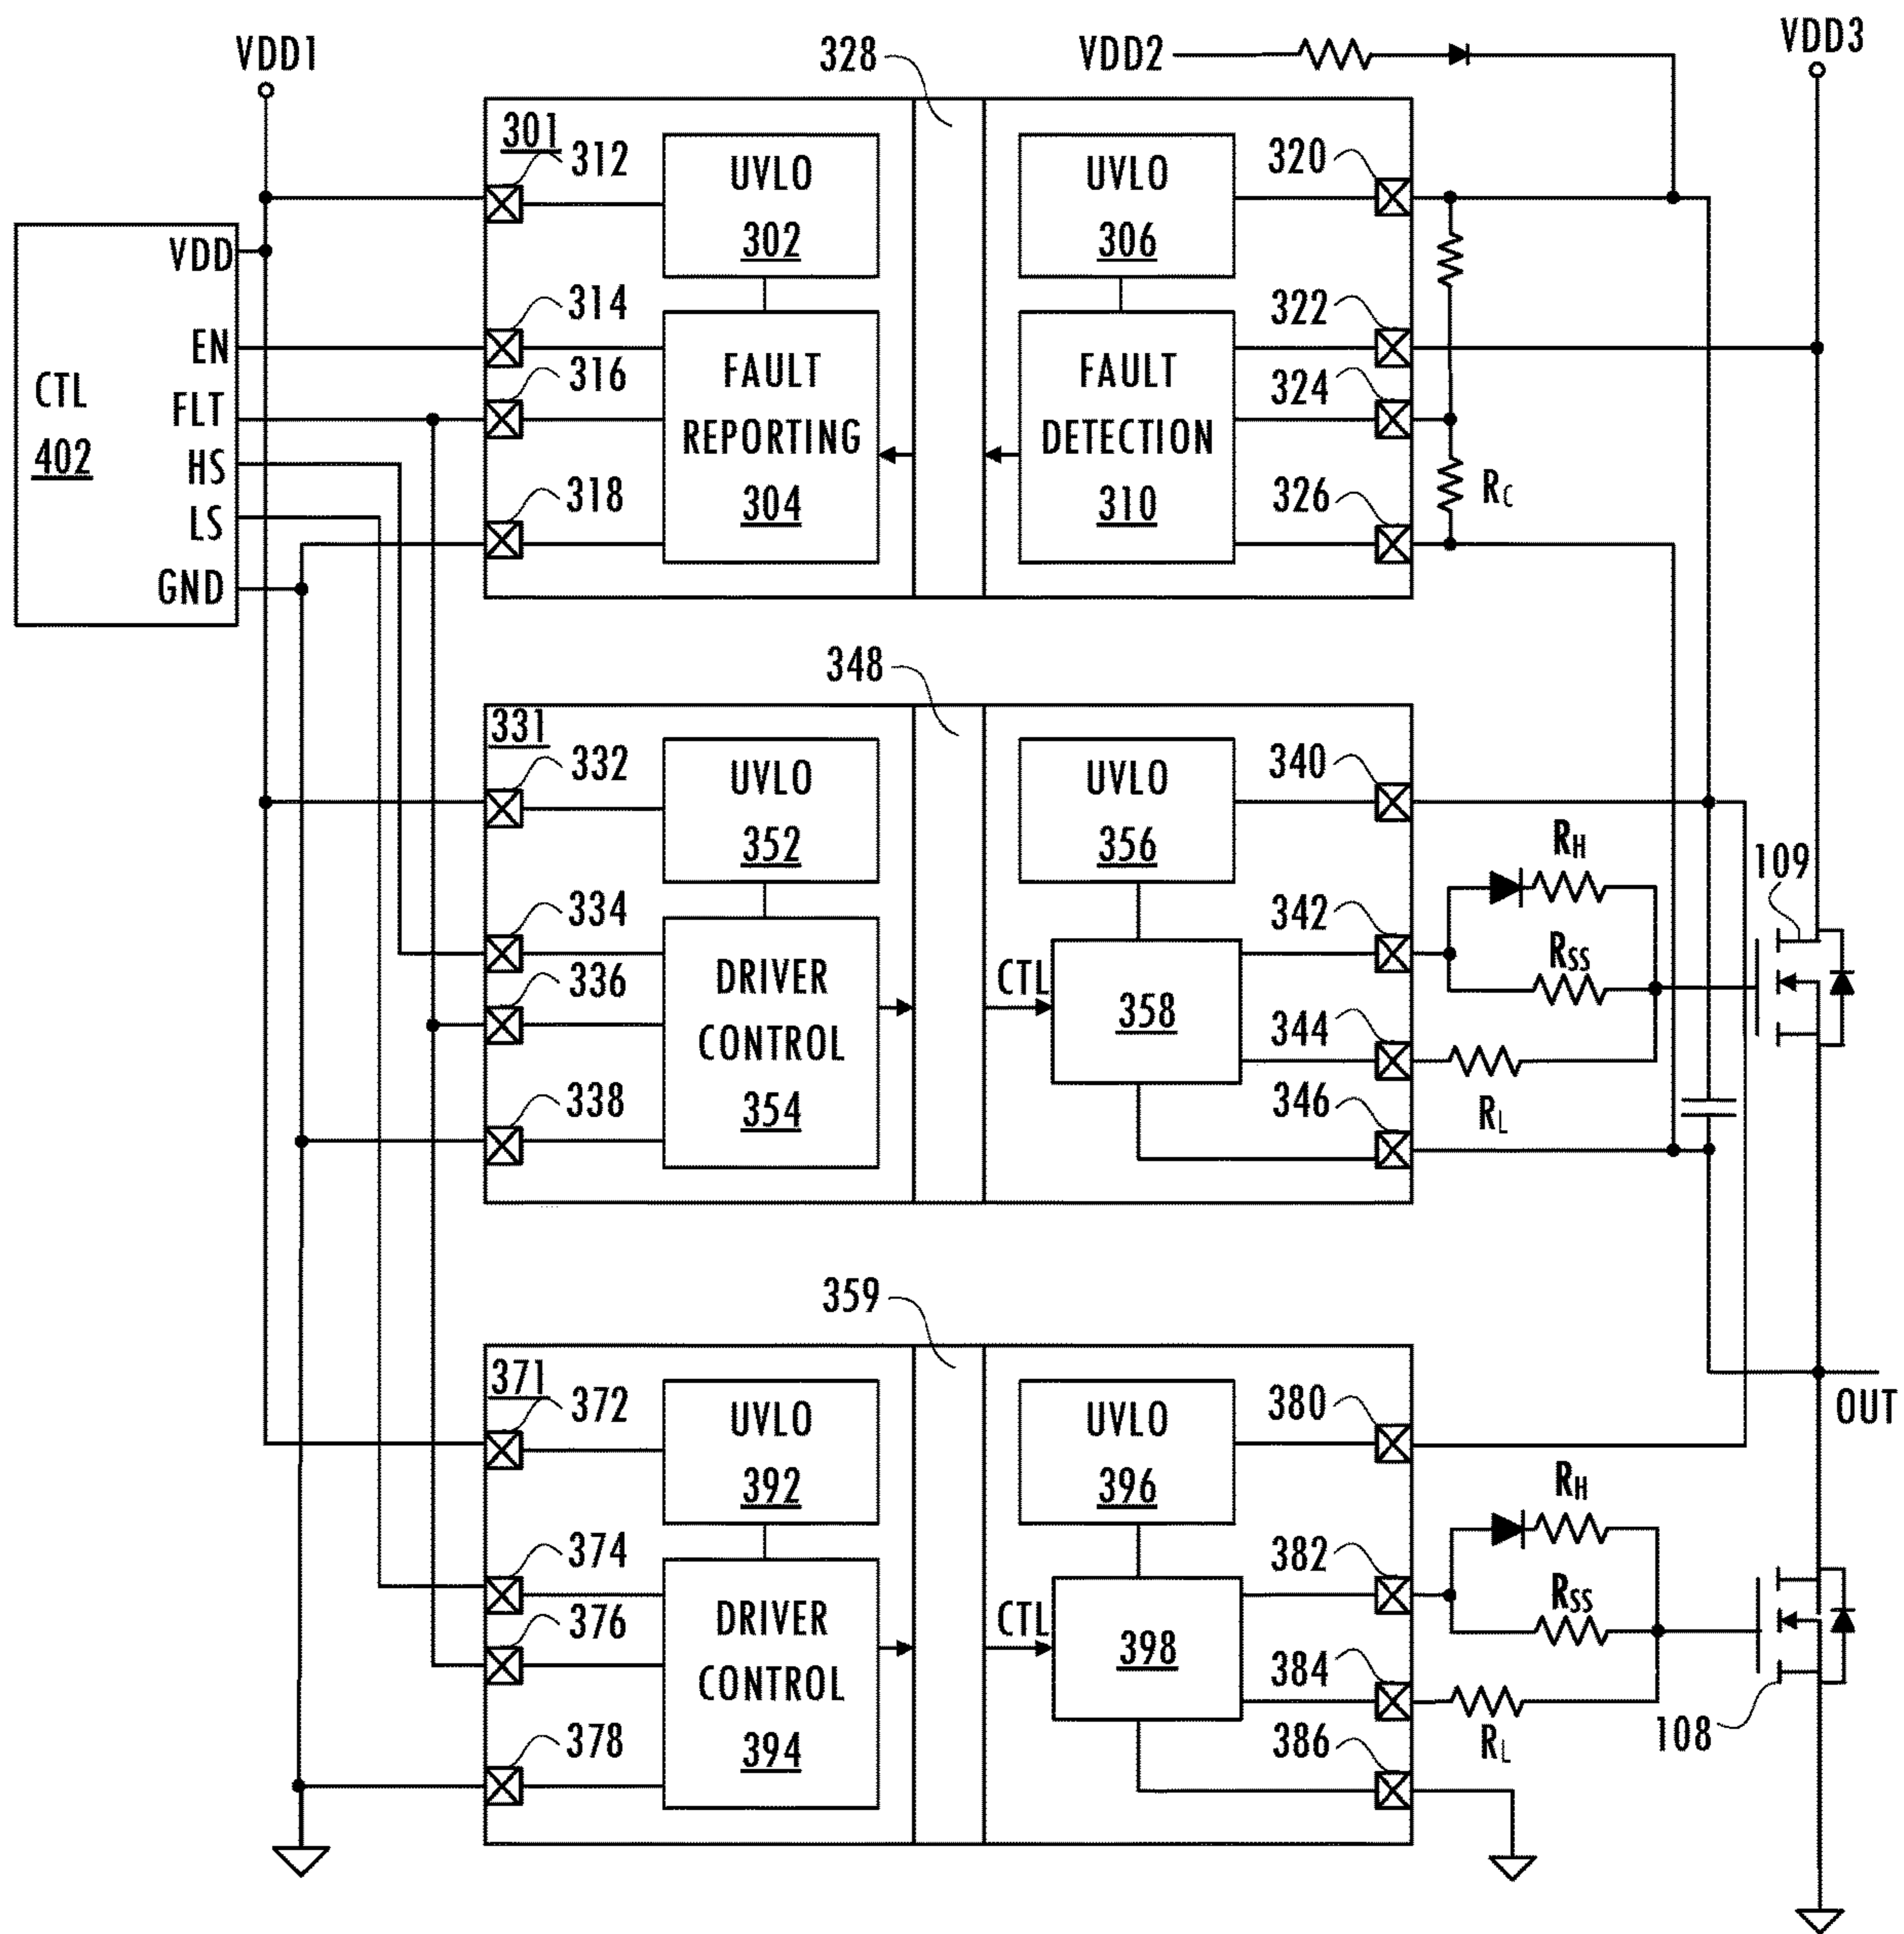 VDD1
328
VDD2
VDD3
301
312
UVLO
302
UVLO
306
320
CTL
402
VDD
EN
FLT
HS
LS
GND
314
316
318
FAULT
REPORTING
304
FAULT
DETECTION
310
322
324
326
RC
348
331
332
UVLO
352
UVLO
356
340
334
336
338
DRIVER
CONTROL
354
CTL
358
342
344
346
RH
RSS
RL
109
359
371
372
UVLO
392
UVLO
396
380
OUT
374
376
378
DRIVER
CONTROL
394
CTL
398
382
384
386
RH
RSS
RL
108